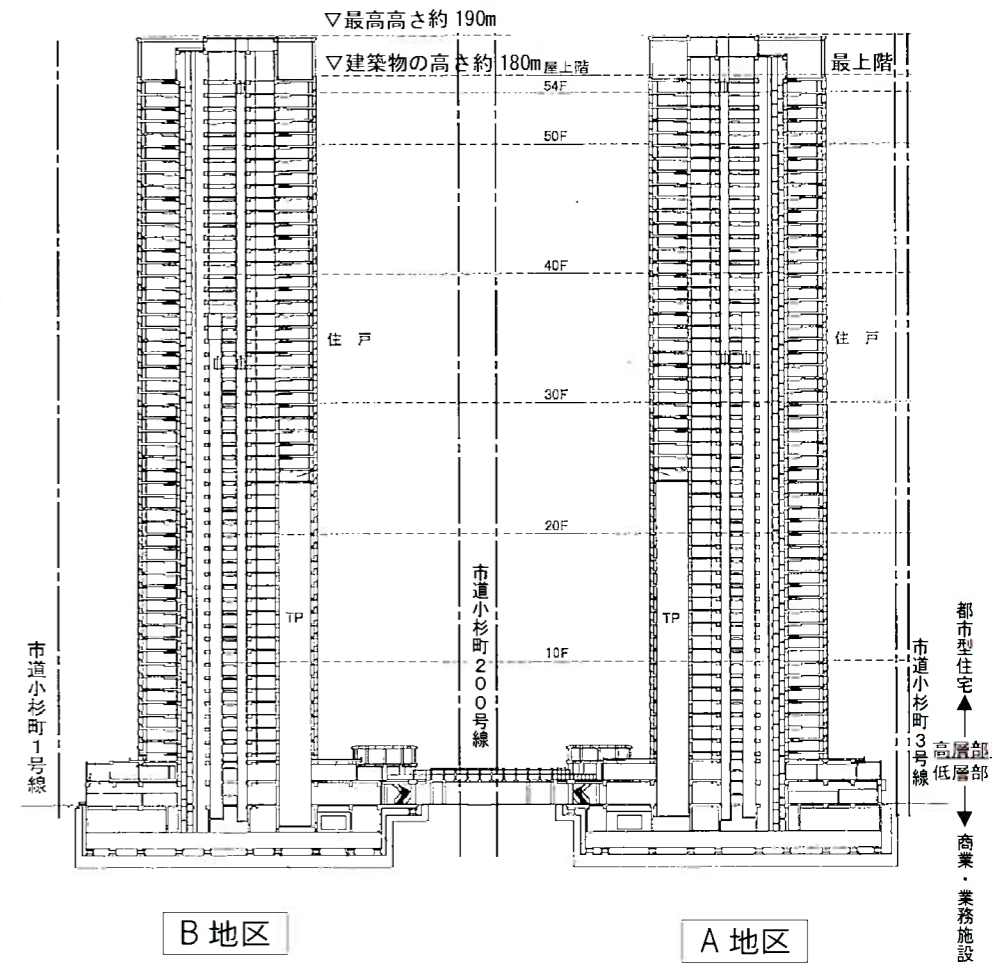 ▽最高高さ約190m
▽建築物の高さ約180m
屋上階
最上階
54F
50F
40F
住 戸
住 戸
30F
20F
TP
TP
10F
市道小杉町1号線
市道小杉町200号線
市道小杉町3号線
都市型住宅
高層部
低層部
商業・業務施設
B 地区
A 地区